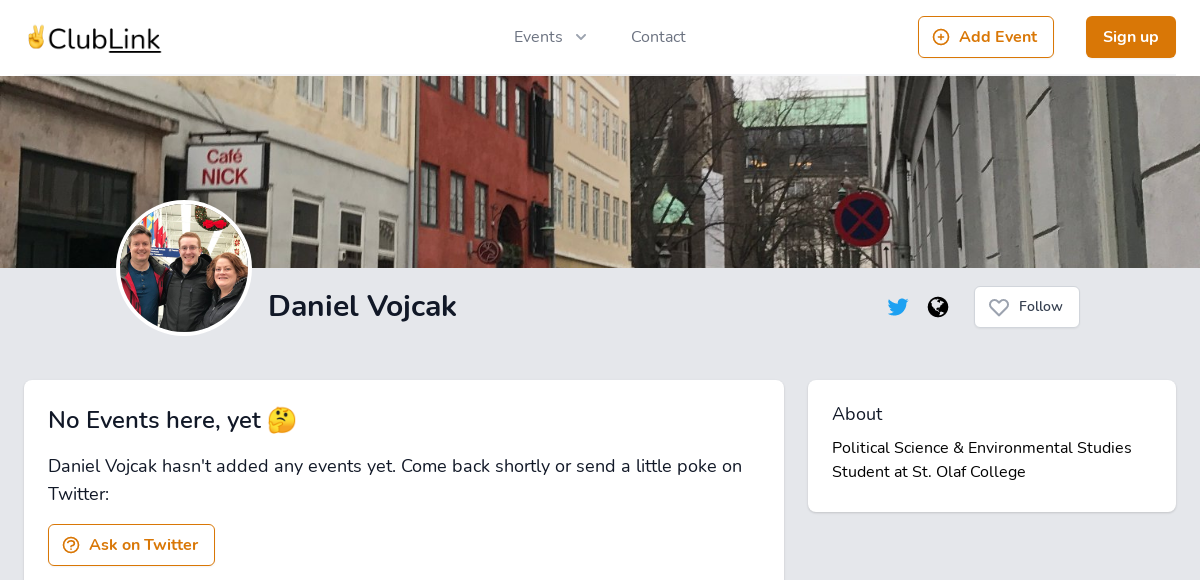 ✌️ClubLink
Events
Contact
Add Event
Sign up
Café
NICK
Daniel Vojcak
Follow
No Events here, yet 🤔
Daniel Vojcak hasn't added any events yet. Come back shortly or send a little poke on
Twitter:
Ask on Twitter
About
Political Science & Environmental Studies
Student at St. Olaf College